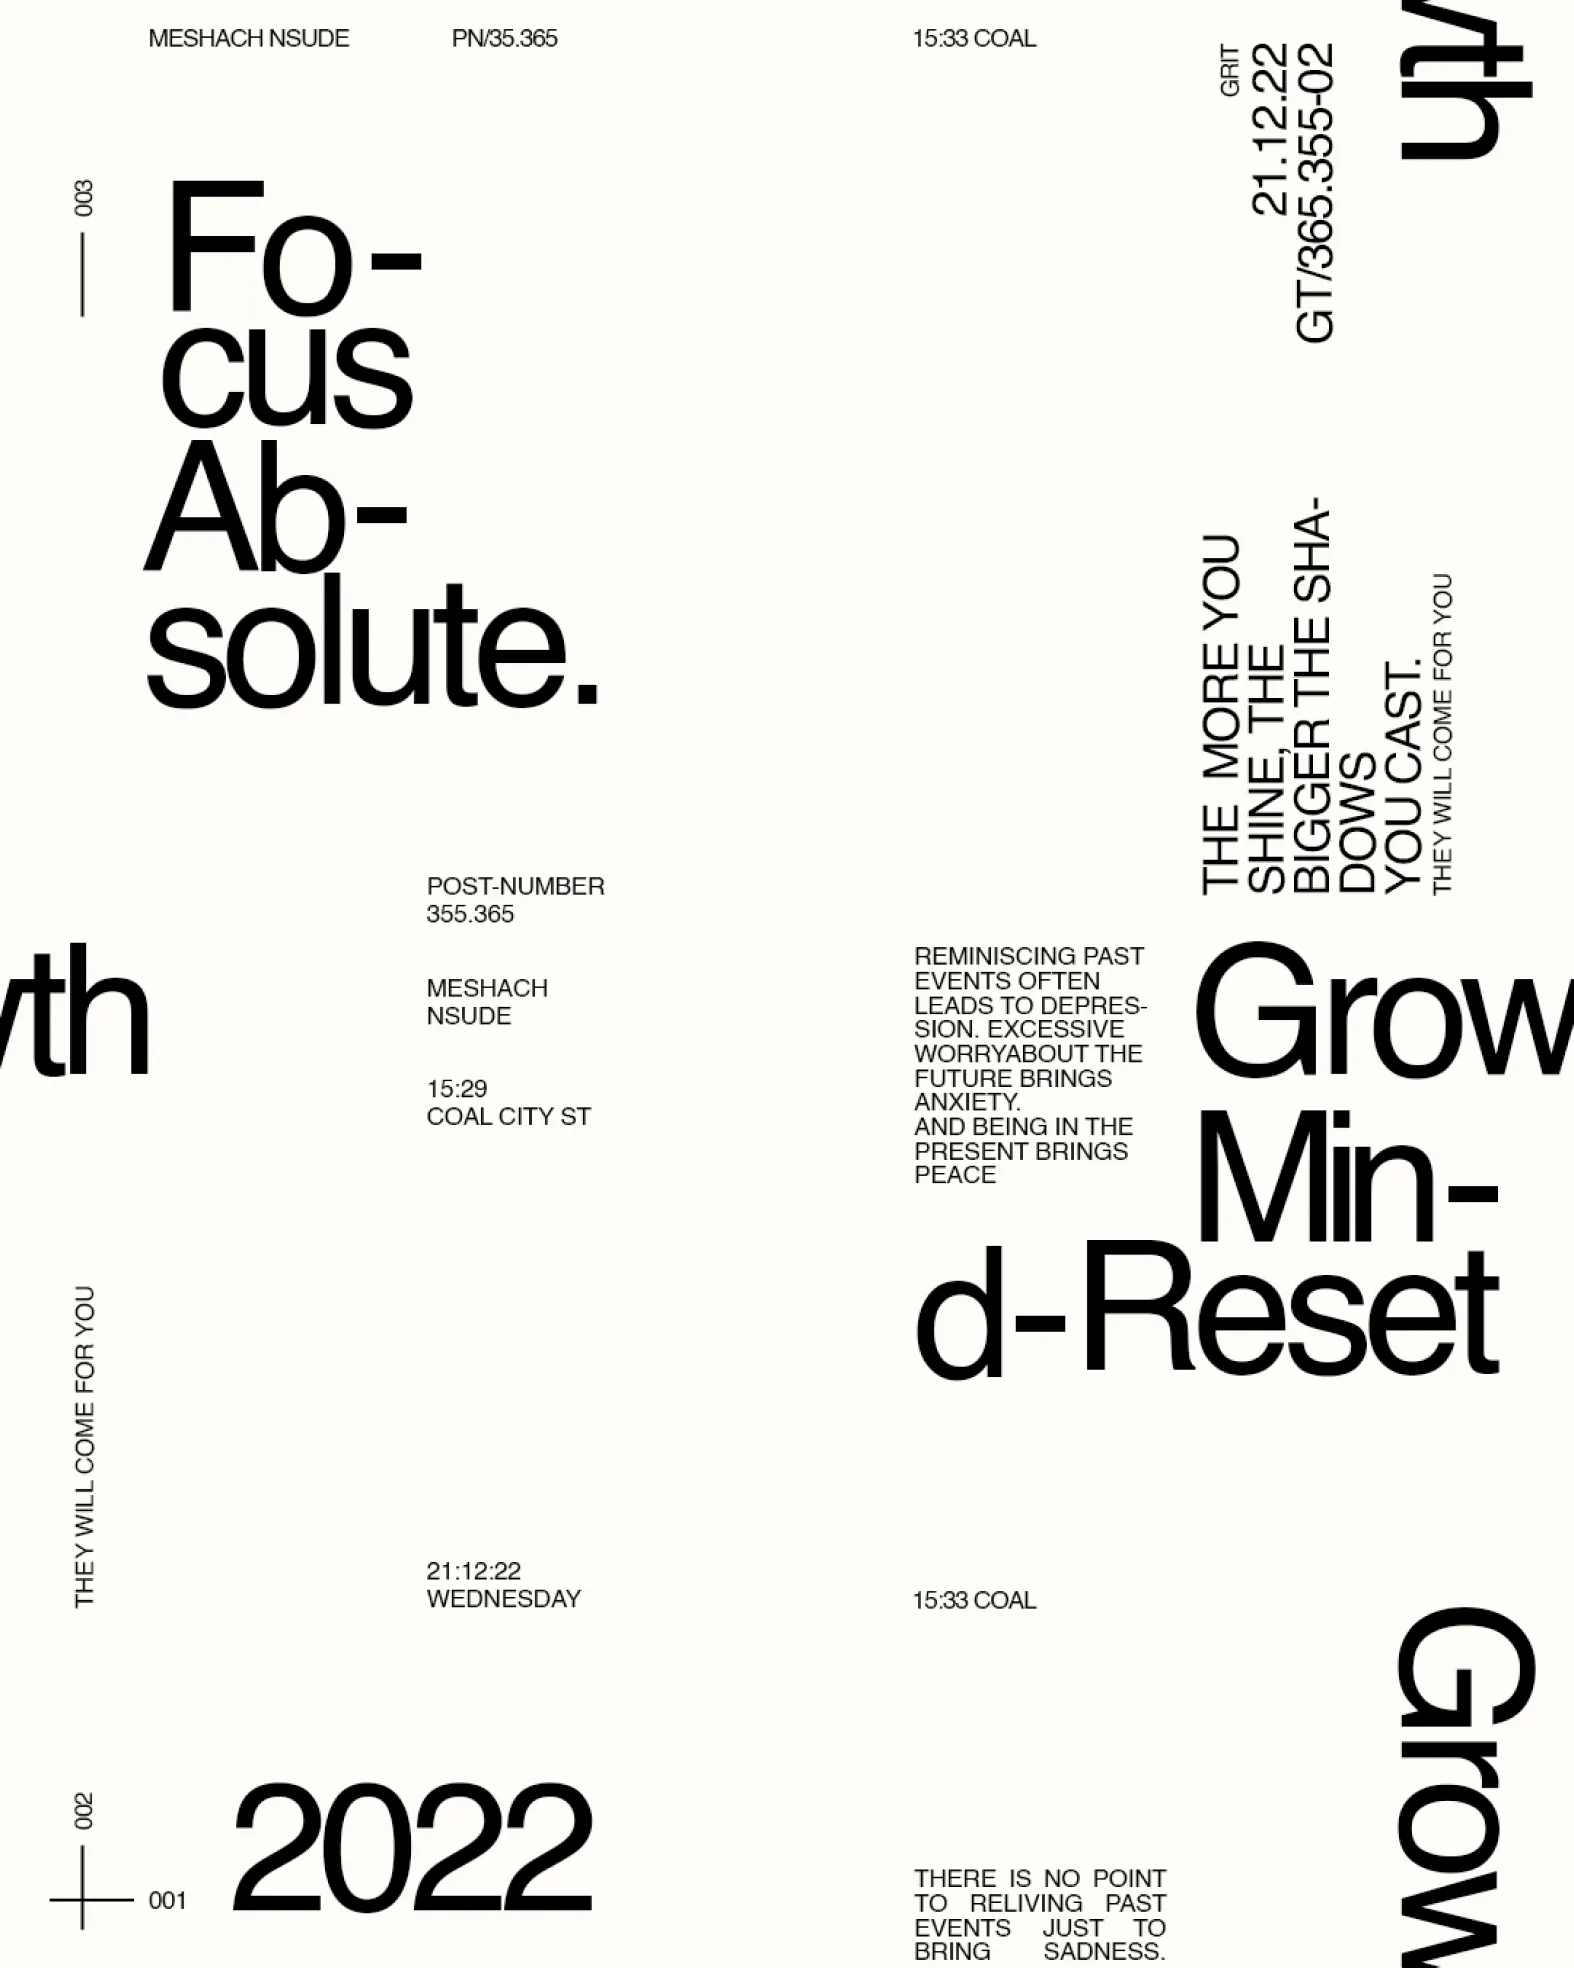 MESHACH NSUDE
PN/35.365
15:33 COAL
GRIT
21.12.22
GT/365.355-02
wth
003
Fo-
cus
Ab-
solute.
THE MORE YOU
SHINE, THE
BIGGER THE SHA-
DOWS
YOU CAST.
THEY WILL COME FOR YOU
POST-NUMBER
355.365
wth
MESHACH
NSUDE
15:29
COAL CITY ST
REMINISCING PAST
EVENTS OFTEN
LEADS TO DEPRES-
SION. EXCESSIVE
WORRYABOUT THE
FUTURE BRINGS
ANXIETY.
AND BEING IN THE
PRESENT BRINGS
PEACE
Grow
Min-
d-Reset
THEY WILL COME FOR YOU
21:12:22
WEDNESDAY
15:33 COAL
Grow
002
001
2022
THERE IS NO POINT
TO RELIVING PAST
EVENTS JUST TO
BRING SADNESS.